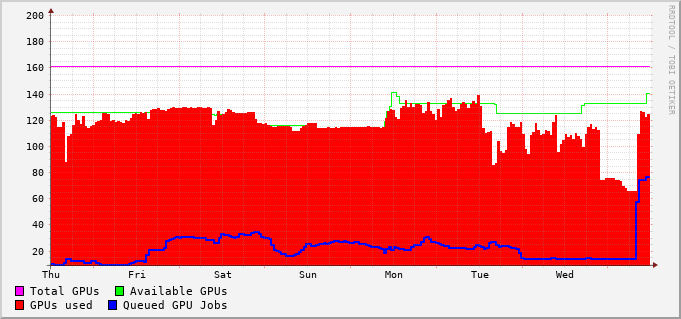 RRDTOOL / TOBI OETIKER
200
180
160
140
120
100
80
60
40
20
Thu Fri Sat Sun Mon Tue Wed
Total GPUs Available GPUs
GPUs used Queued GPU Jobs